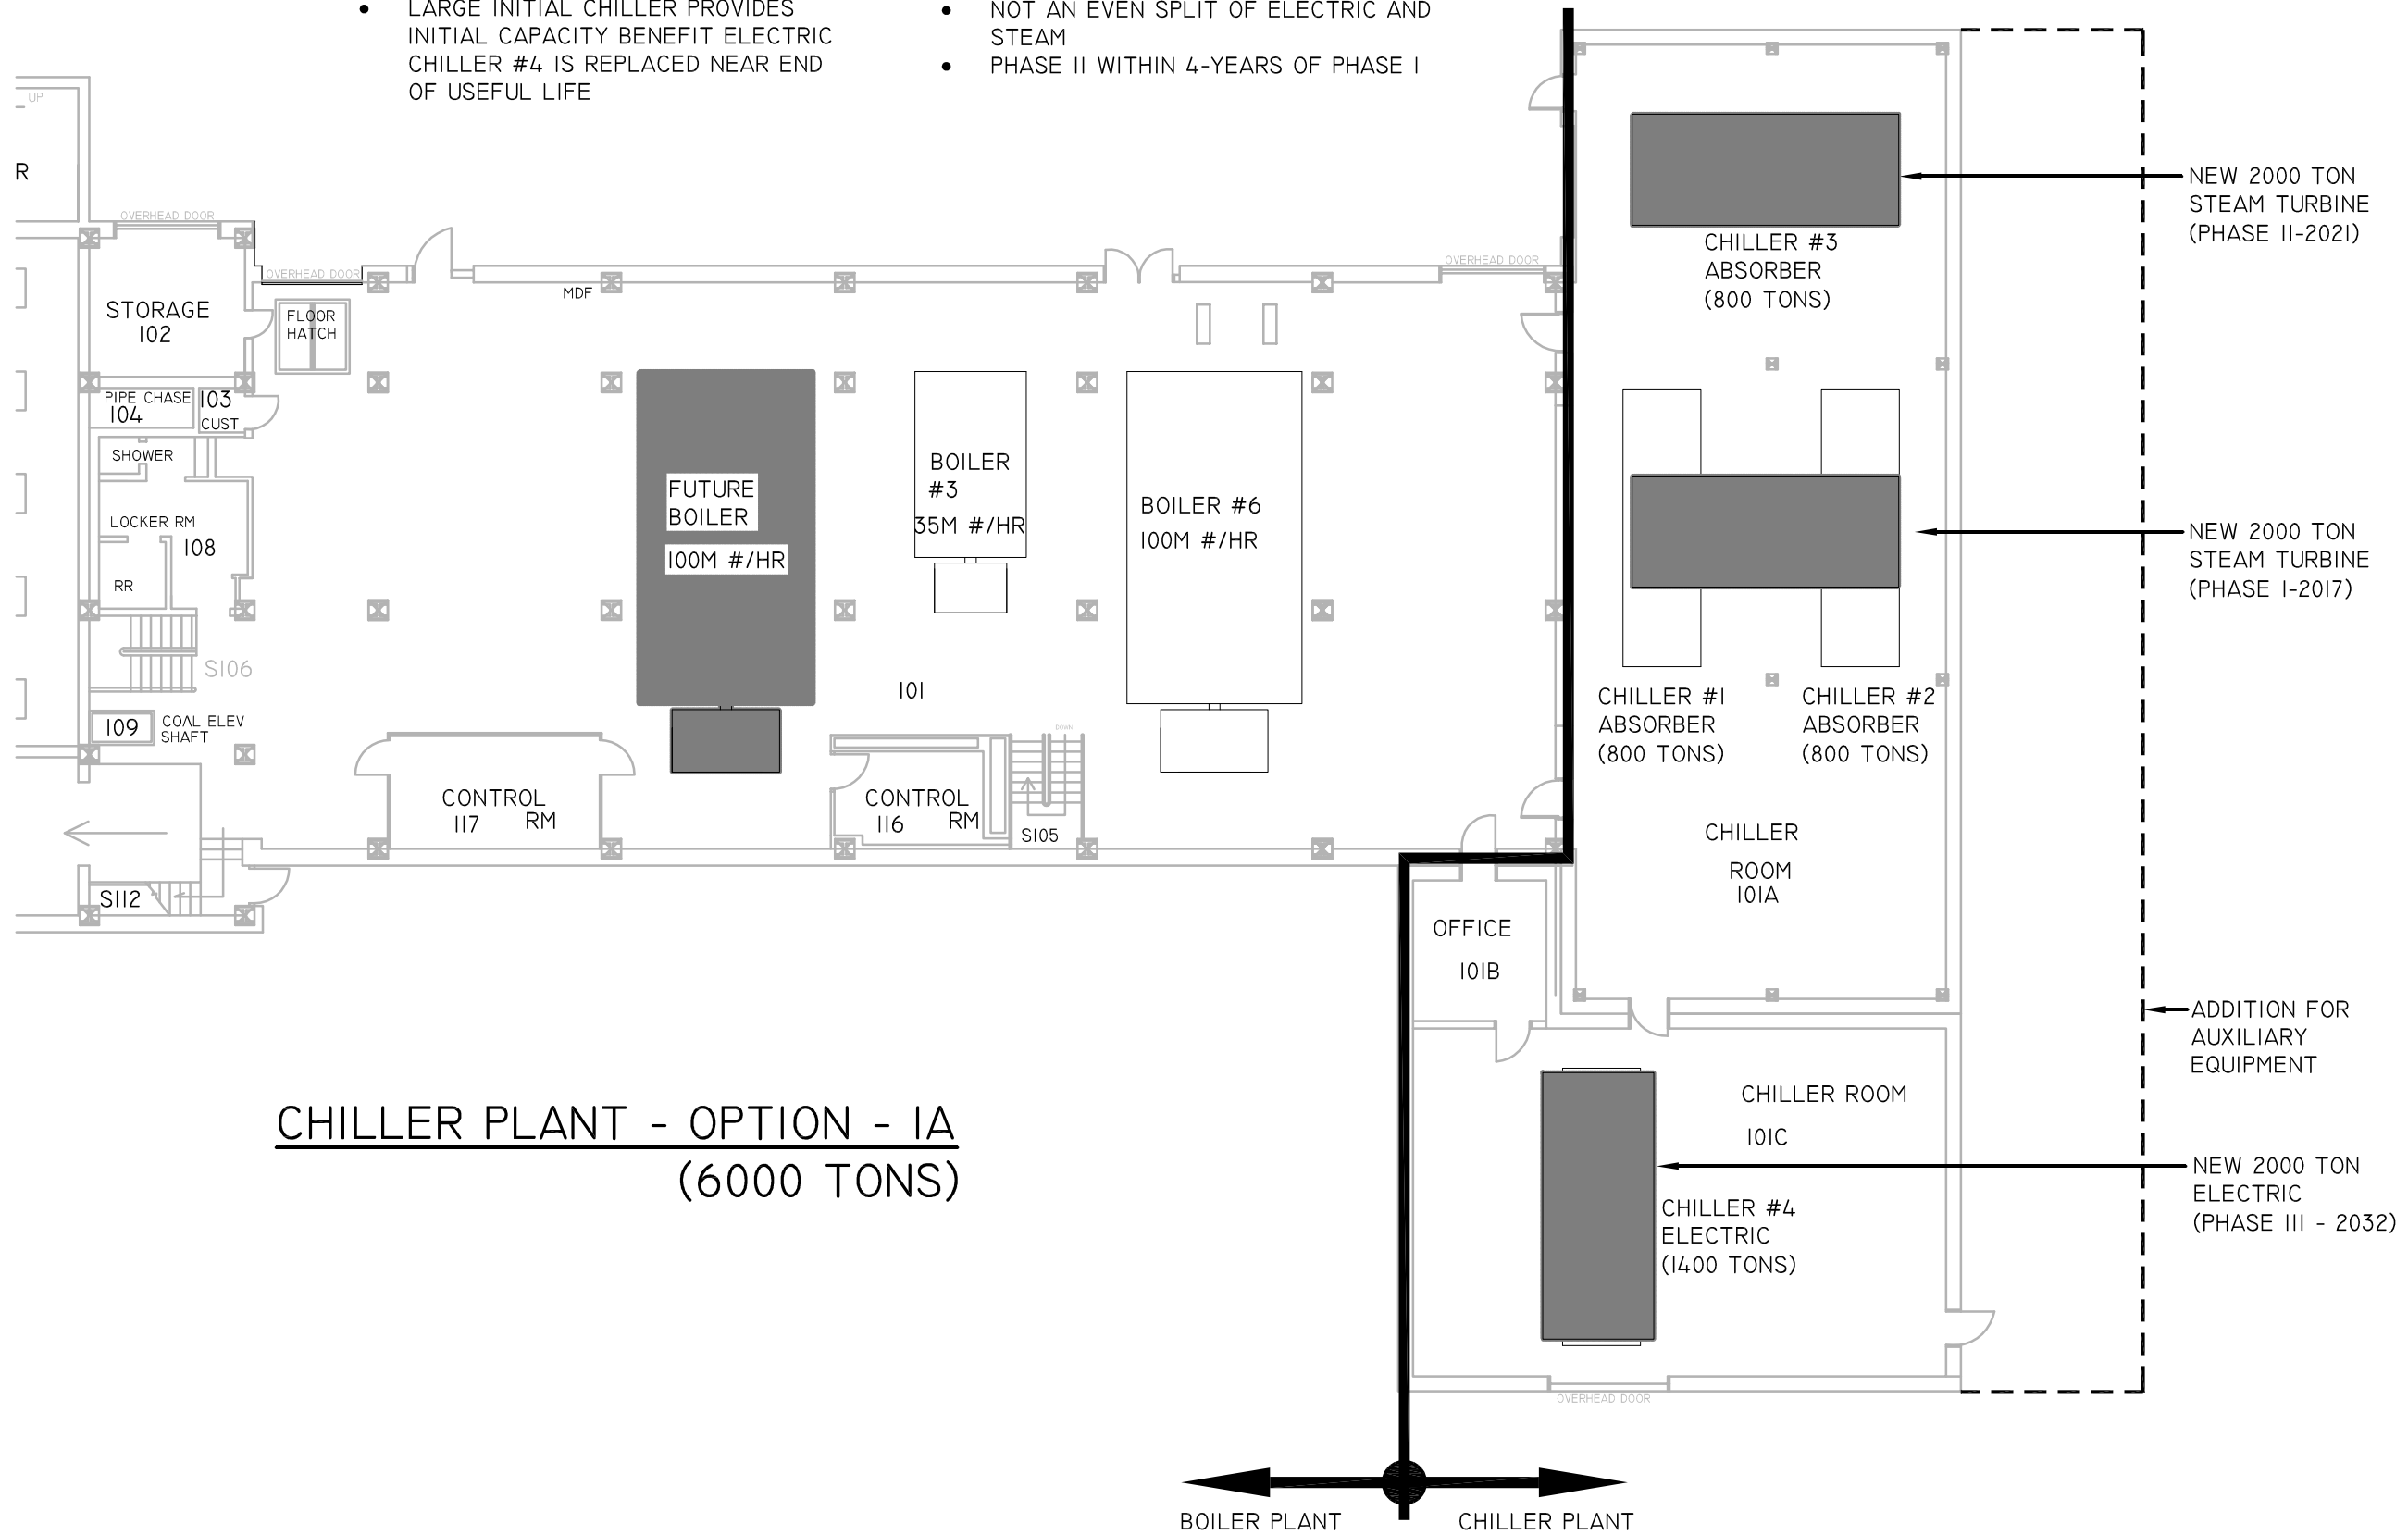 • LARGE INITIAL CHILLER PROVIDES
INITIAL CAPACITY BENEFIT ELECTRIC
CHILLER #4 IS REPLACED NEAR END
OF USEFUL LIFE
• NOT AN EVEN SPLIT OF ELECTRIC AND
STEAM
• PHASE II WITHIN 4-YEARS OF PHASE I
UP
R
OVERHEAD DOOR
STORAGE
102
OVERHEAD DOOR
FLOOR
HATCH
MDF
OVERHEAD DOOR
PIPE CHASE
104
103
CUST
SHOWER
LOCKER RM
108
RR
S106
109
COAL ELEV
SHAFT
S112
CONTROL
117 RM
FUTURE
BOILER
100M #/HR
BOILER
#3
35M #/HR
BOILER #6
100M #/HR
101
CONTROL
116 RM
DOWN
S105
NEW 2000 TON
STEAM TURBINE
(PHASE II-2021)
CHILLER #3
ABSORBER
(800 TONS)
NEW 2000 TON
STEAM TURBINE
(PHASE I-2017)
CHILLER #1
ABSORBER
(800 TONS)
CHILLER #2
ABSORBER
(800 TONS)
CHILLER
ROOM
101A
OFFICE
101B
ADDITION FOR
AUXILIARY
EQUIPMENT
CHILLER ROOM
101C
NEW 2000 TON
ELECTRIC
(PHASE III - 2032)
CHILLER #4
ELECTRIC
(1400 TONS)
OVERHEAD DOOR
CHILLER PLANT - OPTION - 1A
(6000 TONS)
BOILER PLANT
CHILLER PLANT